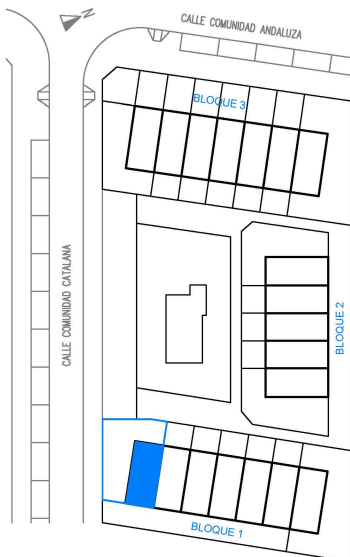 CALLE COMUNIDAD ANDALUZA
N
BLOQUE 3
CALLE COMUNIDAD CATALANA
BLOQUE 2
BLOQUE 1